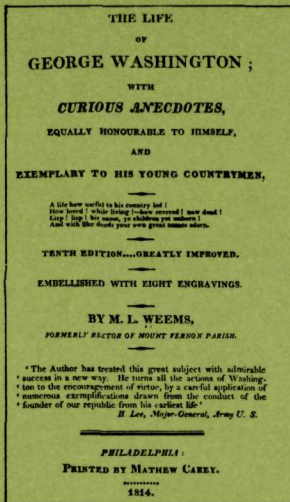 THE LIFE
OF
GEORGE WASHINGTON ;
WITH
CURIOUS ANECDOTES,
EQUALLY HONOURABLE TO HIMSELF,
AND
EXEMPLARY TO HIS YOUNG COUNTRYMEN.
A life how useful to his country led !
How loved ! while living !—how revered ! now dead !
Lisp ! lisp ! his name, ye children yet unborn !
And with like deeds your own great names adorn.
TENTH EDITION....GREATLY IMPROVED.
EMBELLISHED WITH EIGHT ENGRAVINGS.
BY M. L. WEEMS,
FORMERLY RECTOR OF MOUNT VERNON PARISH.
' The Author has treated this great subject with admirable
' success in a new way. He turns all the actions of Washing-
' ton to the encouragement of virtue, by a careful application of
' numerous exemplifications drawn from the conduct of the
' founder of our republic from his earliest life'
H. Lee, Major-General, Army U. S.
PHILADELPHIA :
PRINTED BY MATHEW CAREY.
1814.